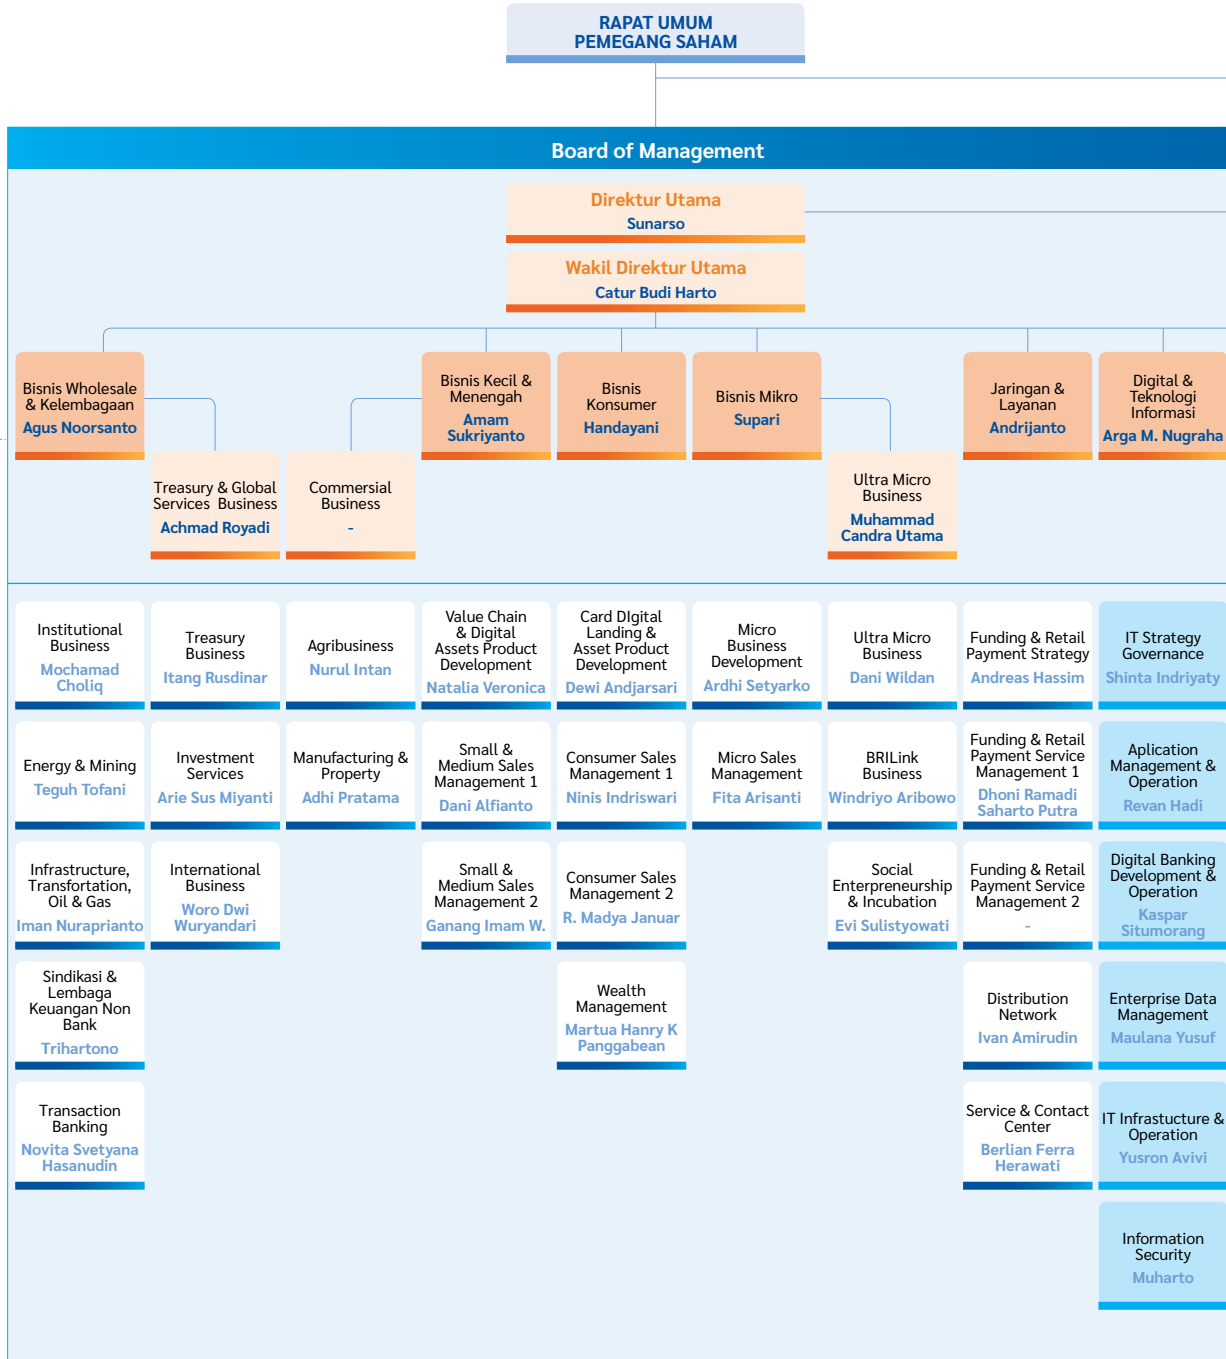 RAPAT UMUM
PEMEGANG SAHAM
Board of Management
Direktur Utama
Sunarso
Wakil Direktur Utama
Catur Budi Harto
Bisnis Wholesale
& Kelembagaan
Agus Noorsanto
Bisnis Kecil &
Menengah
Amam
Sukriyanto
Bisnis
Konsumer
Handayani
Bisnis Mikro
Supari
Jaringan &
Layanan
Andrijanto
Digital &
Teknologi
Informasi
Arga M. Nugraha
Treasury & Global
Services Business
Achmad Royadi
Commersial
Business
-
Ultra Micro
Business
Muhammad
Candra Utama
Institutional
Business
Mochamad
Choliq
Treasury
Business
Itang Rusdinar
Agribusiness
Nurul Intan
Value Chain
& Digital
Assets Product
Development
Natalia Veronica
Card DIgital
Landing &
Asset Product
Development
Dewi Andjarsari
Micro
Business
Development
Ardhi Setyarko
Ultra Micro
Business
Dani Wildan
Funding & Retail
Payment Strategy
Andreas Hassim
IT Strategy
Governance
Shinta Indriyaty
Energy & Mining
Teguh Tofani
Investment
Services
Arie Sus Miyanti
Manufacturing &
Property
Adhi Pratama
Small &
Medium Sales
Management 1
Dani Alfianto
Consumer Sales
Management 1
Ninis Indriswari
Micro Sales
Management
Fita Arisanti
BRILink
Business
Windriyo Aribowo
Funding & Retail
Payment Service
Management 1
Dhoni Ramadi
Saharto Putra
Aplication
Management &
Operation
Revan Hadi
Infrastructure,
Transfortation,
Oil & Gas
Iman Nuraprianto
International
Business
Woro Dwi
Wuryandari
Small &
Medium Sales
Management 2
Ganang Imam W.
Consumer Sales
Management 2
R. Madya Januar
Social
Enterpreneurship
& Incubation
Evi Sulistyowati
Funding & Retail
Payment Service
Management 2
-
Digital Banking
Development &
Operation
Kaspar
Situmorang
Sindikasi &
Lembaga
Keuangan Non
Bank
Trihartono
Wealth
Management
Martua Hanry K
Panggabean
Distribution
Network
Ivan Amirudin
Enterprise Data
Management
Maulana Yusuf
Transaction
Banking
Novita Svetyana
Hasanudin
Service & Contact
Center
Berlian Ferra
Herawati
IT Infrastucture &
Operation
Yusron Avivi
Information
Security
Muharto